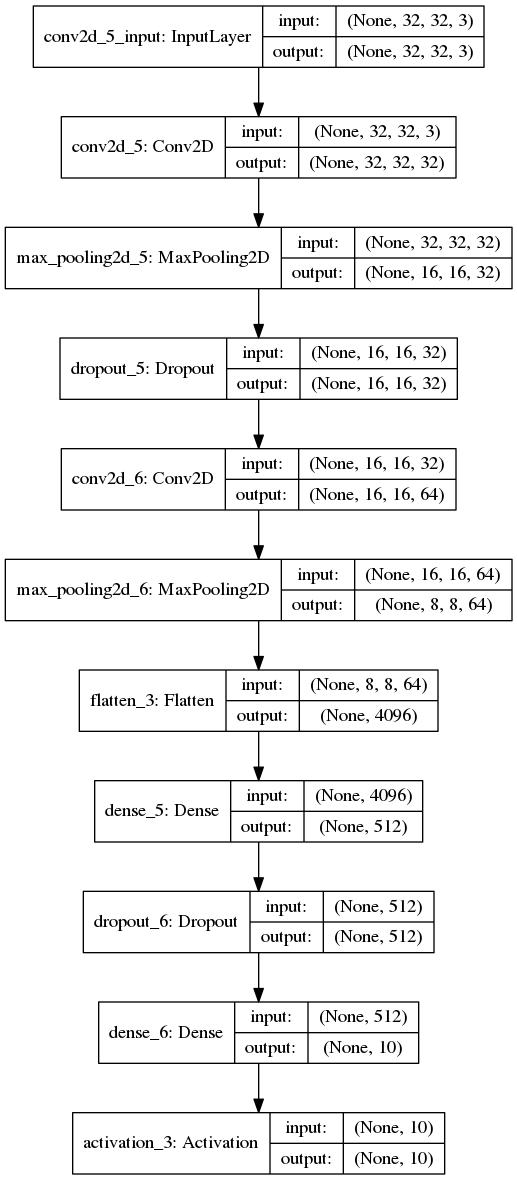 conv2d_5_input: InputLayer
input: (None, 32, 32, 3)
output: (None, 32, 32, 3)
conv2d_5: Conv2D
input: (None, 32, 32, 3)
output: (None, 32, 32, 32)
max_pooling2d_5: MaxPooling2D
input: (None, 32, 32, 32)
output: (None, 16, 16, 32)
dropout_5: Dropout
input: (None, 16, 16, 32)
output: (None, 16, 16, 32)
conv2d_6: Conv2D
input: (None, 16, 16, 32)
output: (None, 16, 16, 64)
max_pooling2d_6: MaxPooling2D
input: (None, 16, 16, 64)
output: (None, 8, 8, 64)
flatten_3: Flatten
input: (None, 8, 8, 64)
output: (None, 4096)
dense_5: Dense
input: (None, 4096)
output: (None, 512)
dropout_6: Dropout
input: (None, 512)
output: (None, 512)
dense_6: Dense
input: (None, 512)
output: (None, 10)
activation_3: Activation
input: (None, 10)
output: (None, 10)